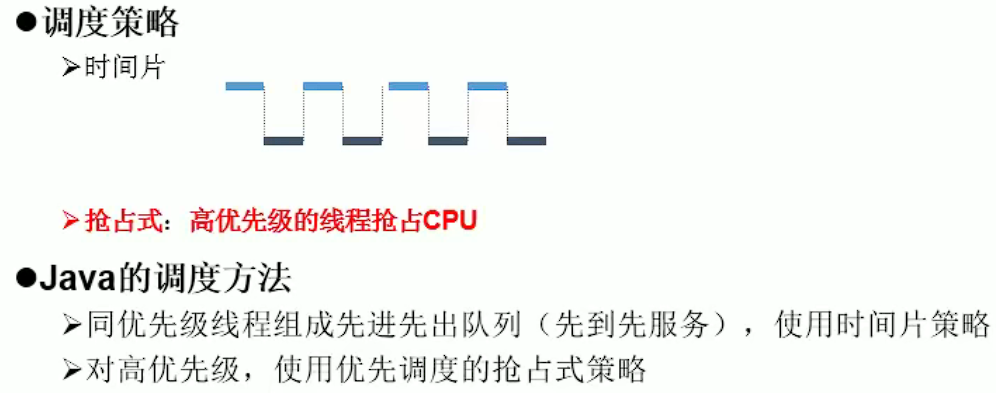 ●调度策略
➢时间片
➢抢占式：高优先级的线程抢占CPU
●Java的调度方法
➢同优先级线程组成先进先出队列（先到先服务），使用时间片策略
➢对高优先级，使用优先调度的抢占式策略